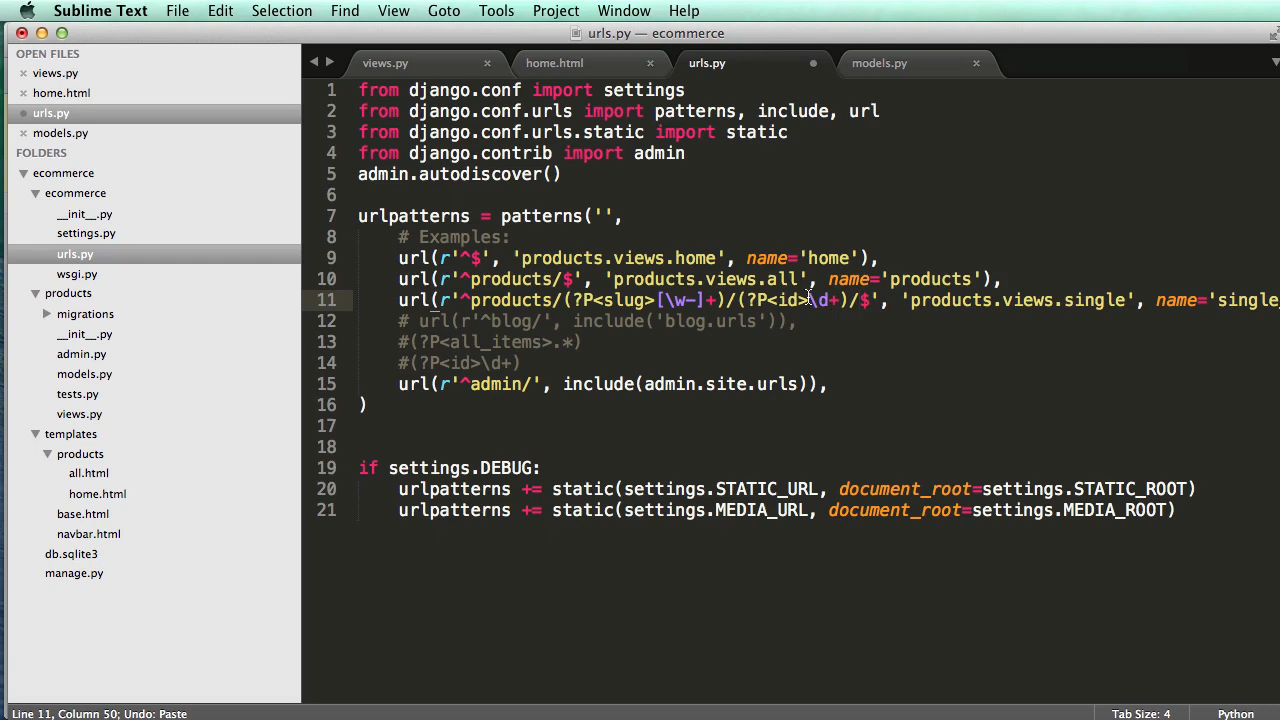 Sublime Text File Edit Selection Find View Goto Tools Project Window Help
urls.py — ecommerce
OPEN FILES
views.py
home.html
urls.py
models.py
FOLDERS
ecommerce
ecommerce
__init__.py
settings.py
urls.py
wsgi.py
products
migrations
__init__.py
admin.py
models.py
tests.py
views.py
templates
products
all.html
home.html
base.html
navbar.html
db.sqlite3
manage.py
views.py home.html urls.py models.py
1 from django.conf import settings
2 from django.conf.urls import patterns, include, url
3 from django.conf.urls.static import static
4 from django.contrib import admin
5 admin.autodiscover()
6
7 urlpatterns = patterns('',
8 # Examples:
9 url(r'^$', 'products.views.home', name='home'),
10 url(r'^products/$', 'products.views.all', name='products'),
11 url(r'^products/(?P<slug>[\w-]+)/(?P<id>\d+)/$', 'products.views.single', name='single
12 # url(r'^blog/', include('blog.urls')),
13 #(?P<all_items>.*)
14 #(?P<id>\d+)
15 url(r'^admin/', include(admin.site.urls)),
16 )
17
18
19 if settings.DEBUG:
20 urlpatterns += static(settings.STATIC_URL, document_root=settings.STATIC_ROOT)
21 urlpatterns += static(settings.MEDIA_URL, document_root=settings.MEDIA_ROOT)
Line 11, Column 50; Undo: Paste Tab Size: 4 Python